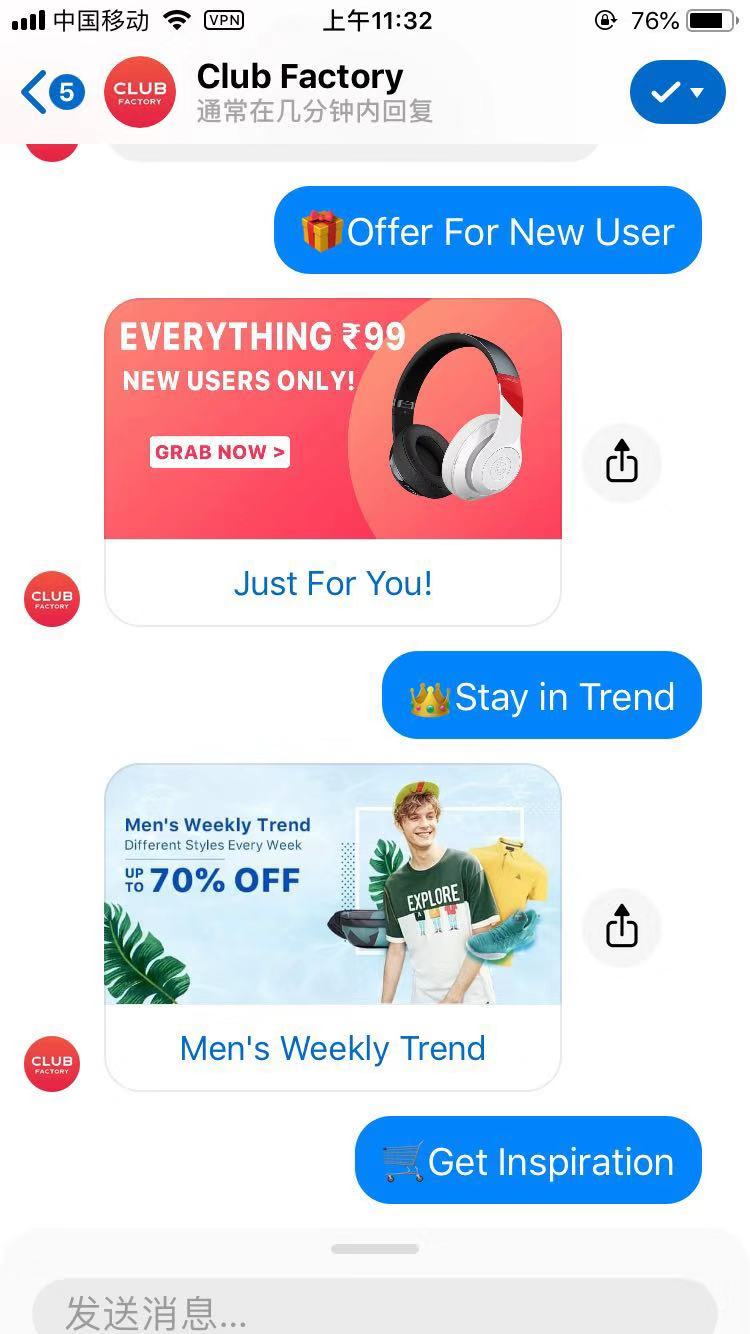 中国移动 VPN 上午11:32 76%
5 CLUB FACTORY Club Factory
通常在几分钟内回复
🎁Offer For New User
EVERYTHING ₹99
NEW USERS ONLY!
GRAB NOW >
Just For You!
CLUB
FACTORY
👑Stay in Trend
Men's Weekly Trend
Different Styles Every Week
UP TO 70% OFF
EXPLORE
Men's Weekly Trend
CLUB
FACTORY
🛒Get Inspiration
发送消息...